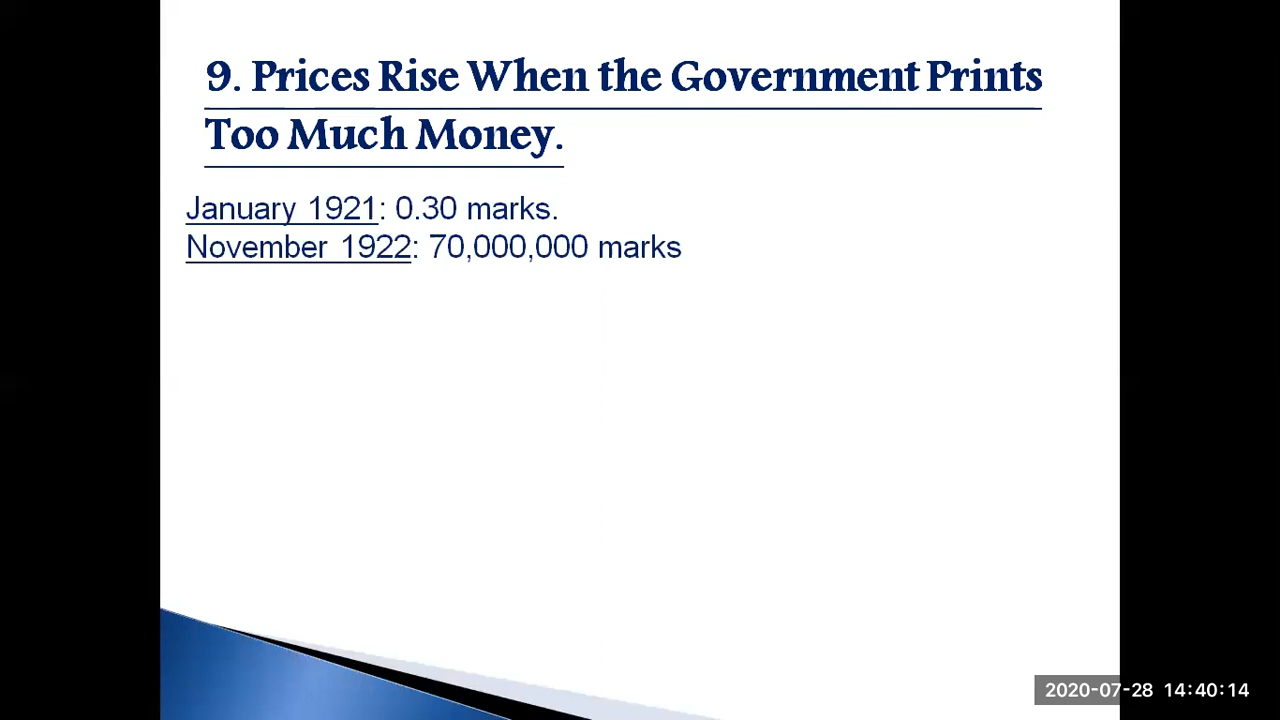 9. Prices Rise When the Government Prints
Too Much Money.
January 1921: 0.30 marks.
November 1922: 70,000,000 marks
2020-07-28 14:40:14